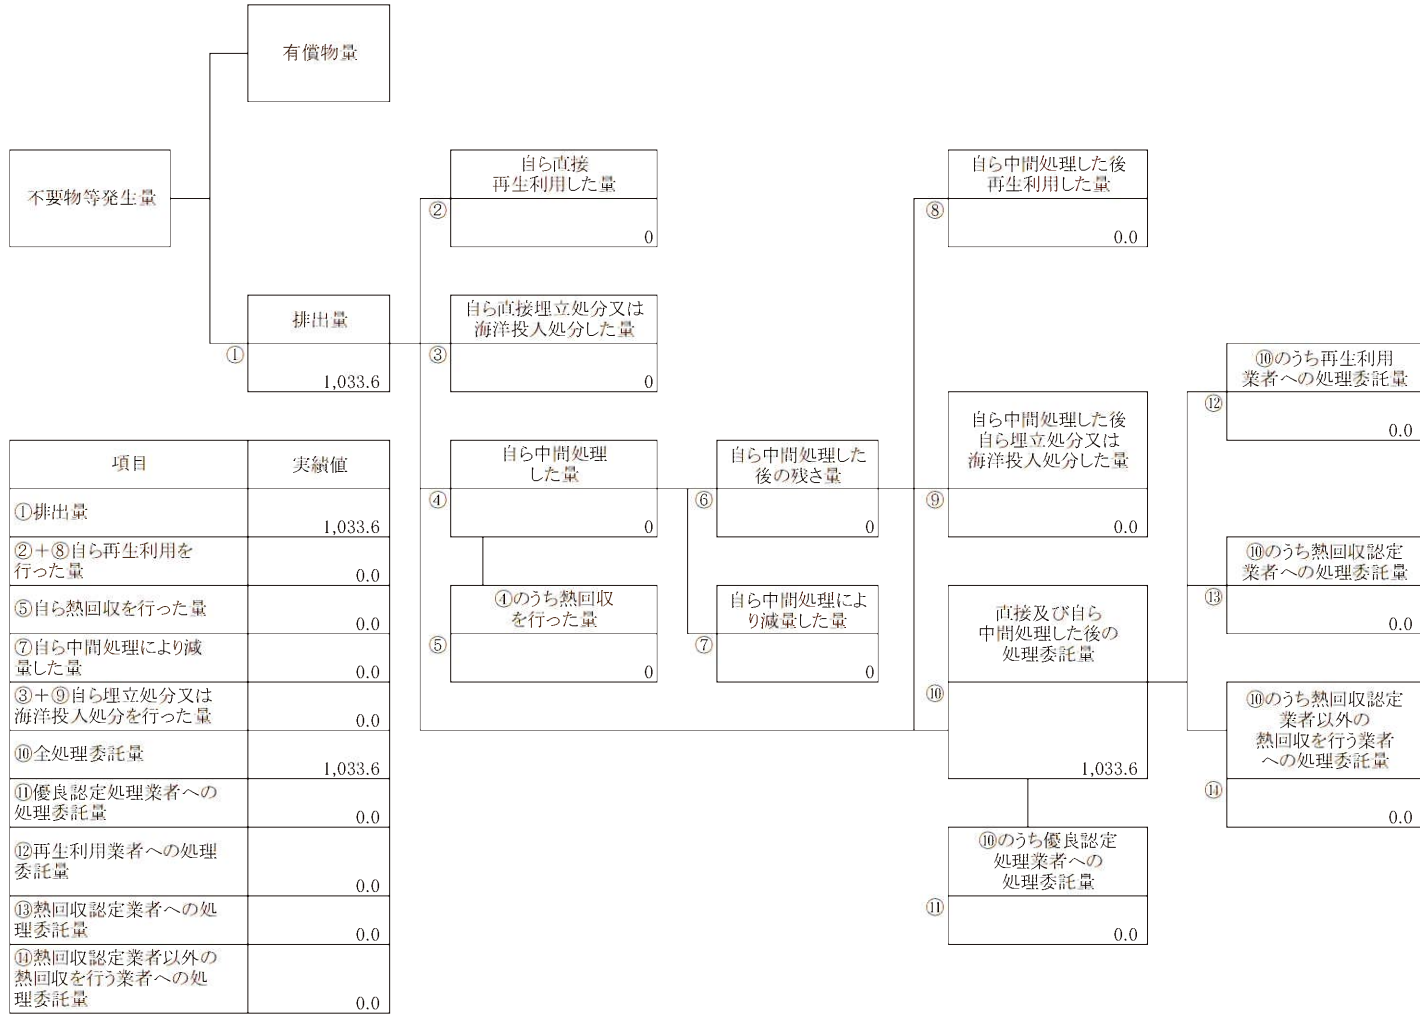 有償物量
不要物等発生量
自ら直接
再生利用した量
②
0
自ら中間処理した後
再生利用した量
⑧
0.0
排出量
①
1,033.6
自ら直接埋立処分又は
海洋投入処分した量
③
0
⑩のうち再生利用
業者への処理委託量
⑫
0.0
自ら中間処理
した量
④
0
自ら中間処理した
後の残さ量
⑥
0
自ら中間処理した後
自ら埋立処分又は
海洋投入処分した量
⑨
0.0
④のうち熱回収
を行った量
⑤
0
自ら中間処理によ
り減量した量
⑦
0
直接及び自ら
中間処理した後の
処理委託量
⑩
1,033.6
⑩のうち熱回収認定
業者への処理委託量
⑬
0.0
⑩のうち熱回収認定
業者以外の
熱回収を行う業者
への処理委託量
⑭
0.0
⑩のうち優良認定
処理業者への
処理委託量
⑪
0.0
項目 実績値
①排出量
1,033.6
②+⑧自ら再生利用を
行った量
0.0
⑤自ら熱回収を行った量
0.0
⑦自ら中間処理により減
量した量
0.0
③+⑨自ら埋立処分又は
海洋投入処分を行った量
0.0
⑩全処理委託量
1,033.6
⑪優良認定処理業者への
処理委託量
0.0
⑫再生利用業者への処理
委託量
0.0
⑬熱回収認定業者への処
理委託量
0.0
⑭熱回収認定業者以外の
熱回収を行う業者への処
理委託量
0.0